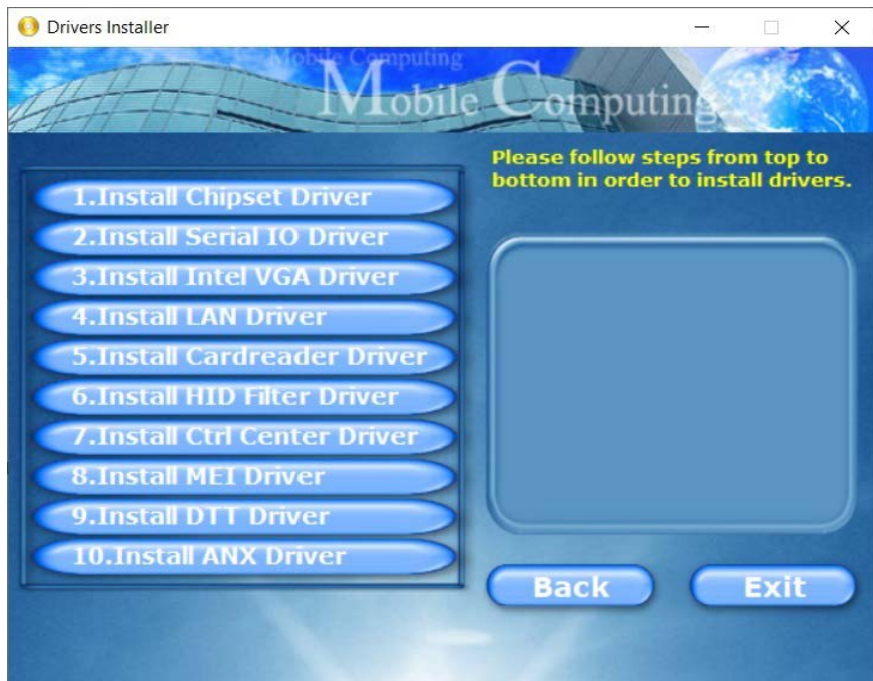 Drivers Installer
Mobile Computing
Mobile Computing
Please follow steps from top to
bottom in order to install drivers.
1.Install Chipset Driver
2.Install Serial IO Driver
3.Install Intel VGA Driver
4.Install LAN Driver
5.Install Cardreader Driver
6.Install HID Filter Driver
7.Install Ctrl Center Driver
8.Install MEI Driver
9.Install DTT Driver
10.Install ANX Driver
Back
Exit